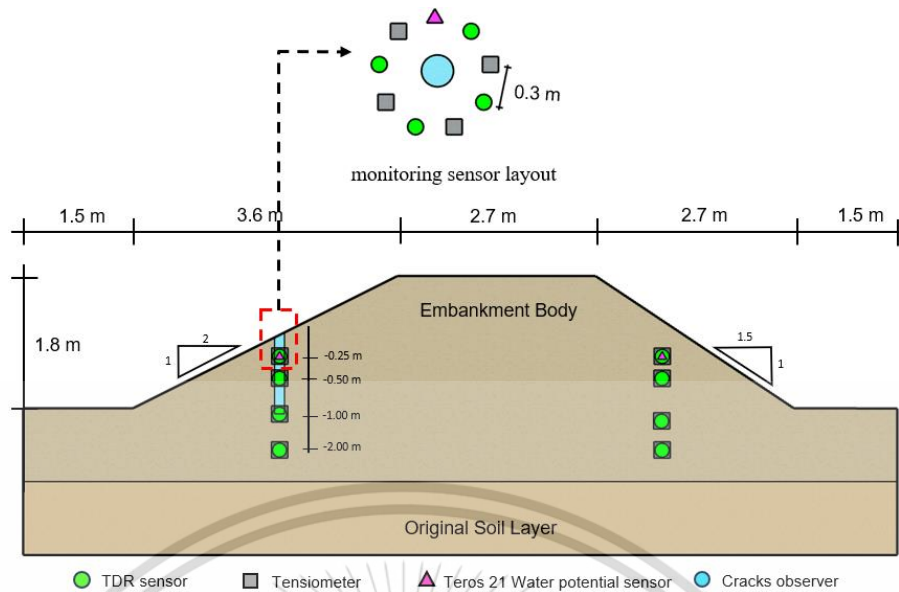 0.3 m
monitoring sensor layout
1.5 m 3.6 m 2.7 m 2.7 m 1.5 m
Embankment Body
1.8 m
2
1
1.5
1
-0.25 m
-0.50 m
-1.00 m
-2.00 m
Original Soil Layer
TDR sensor Tensiometer Teros 21 Water potential sensor Cracks observer